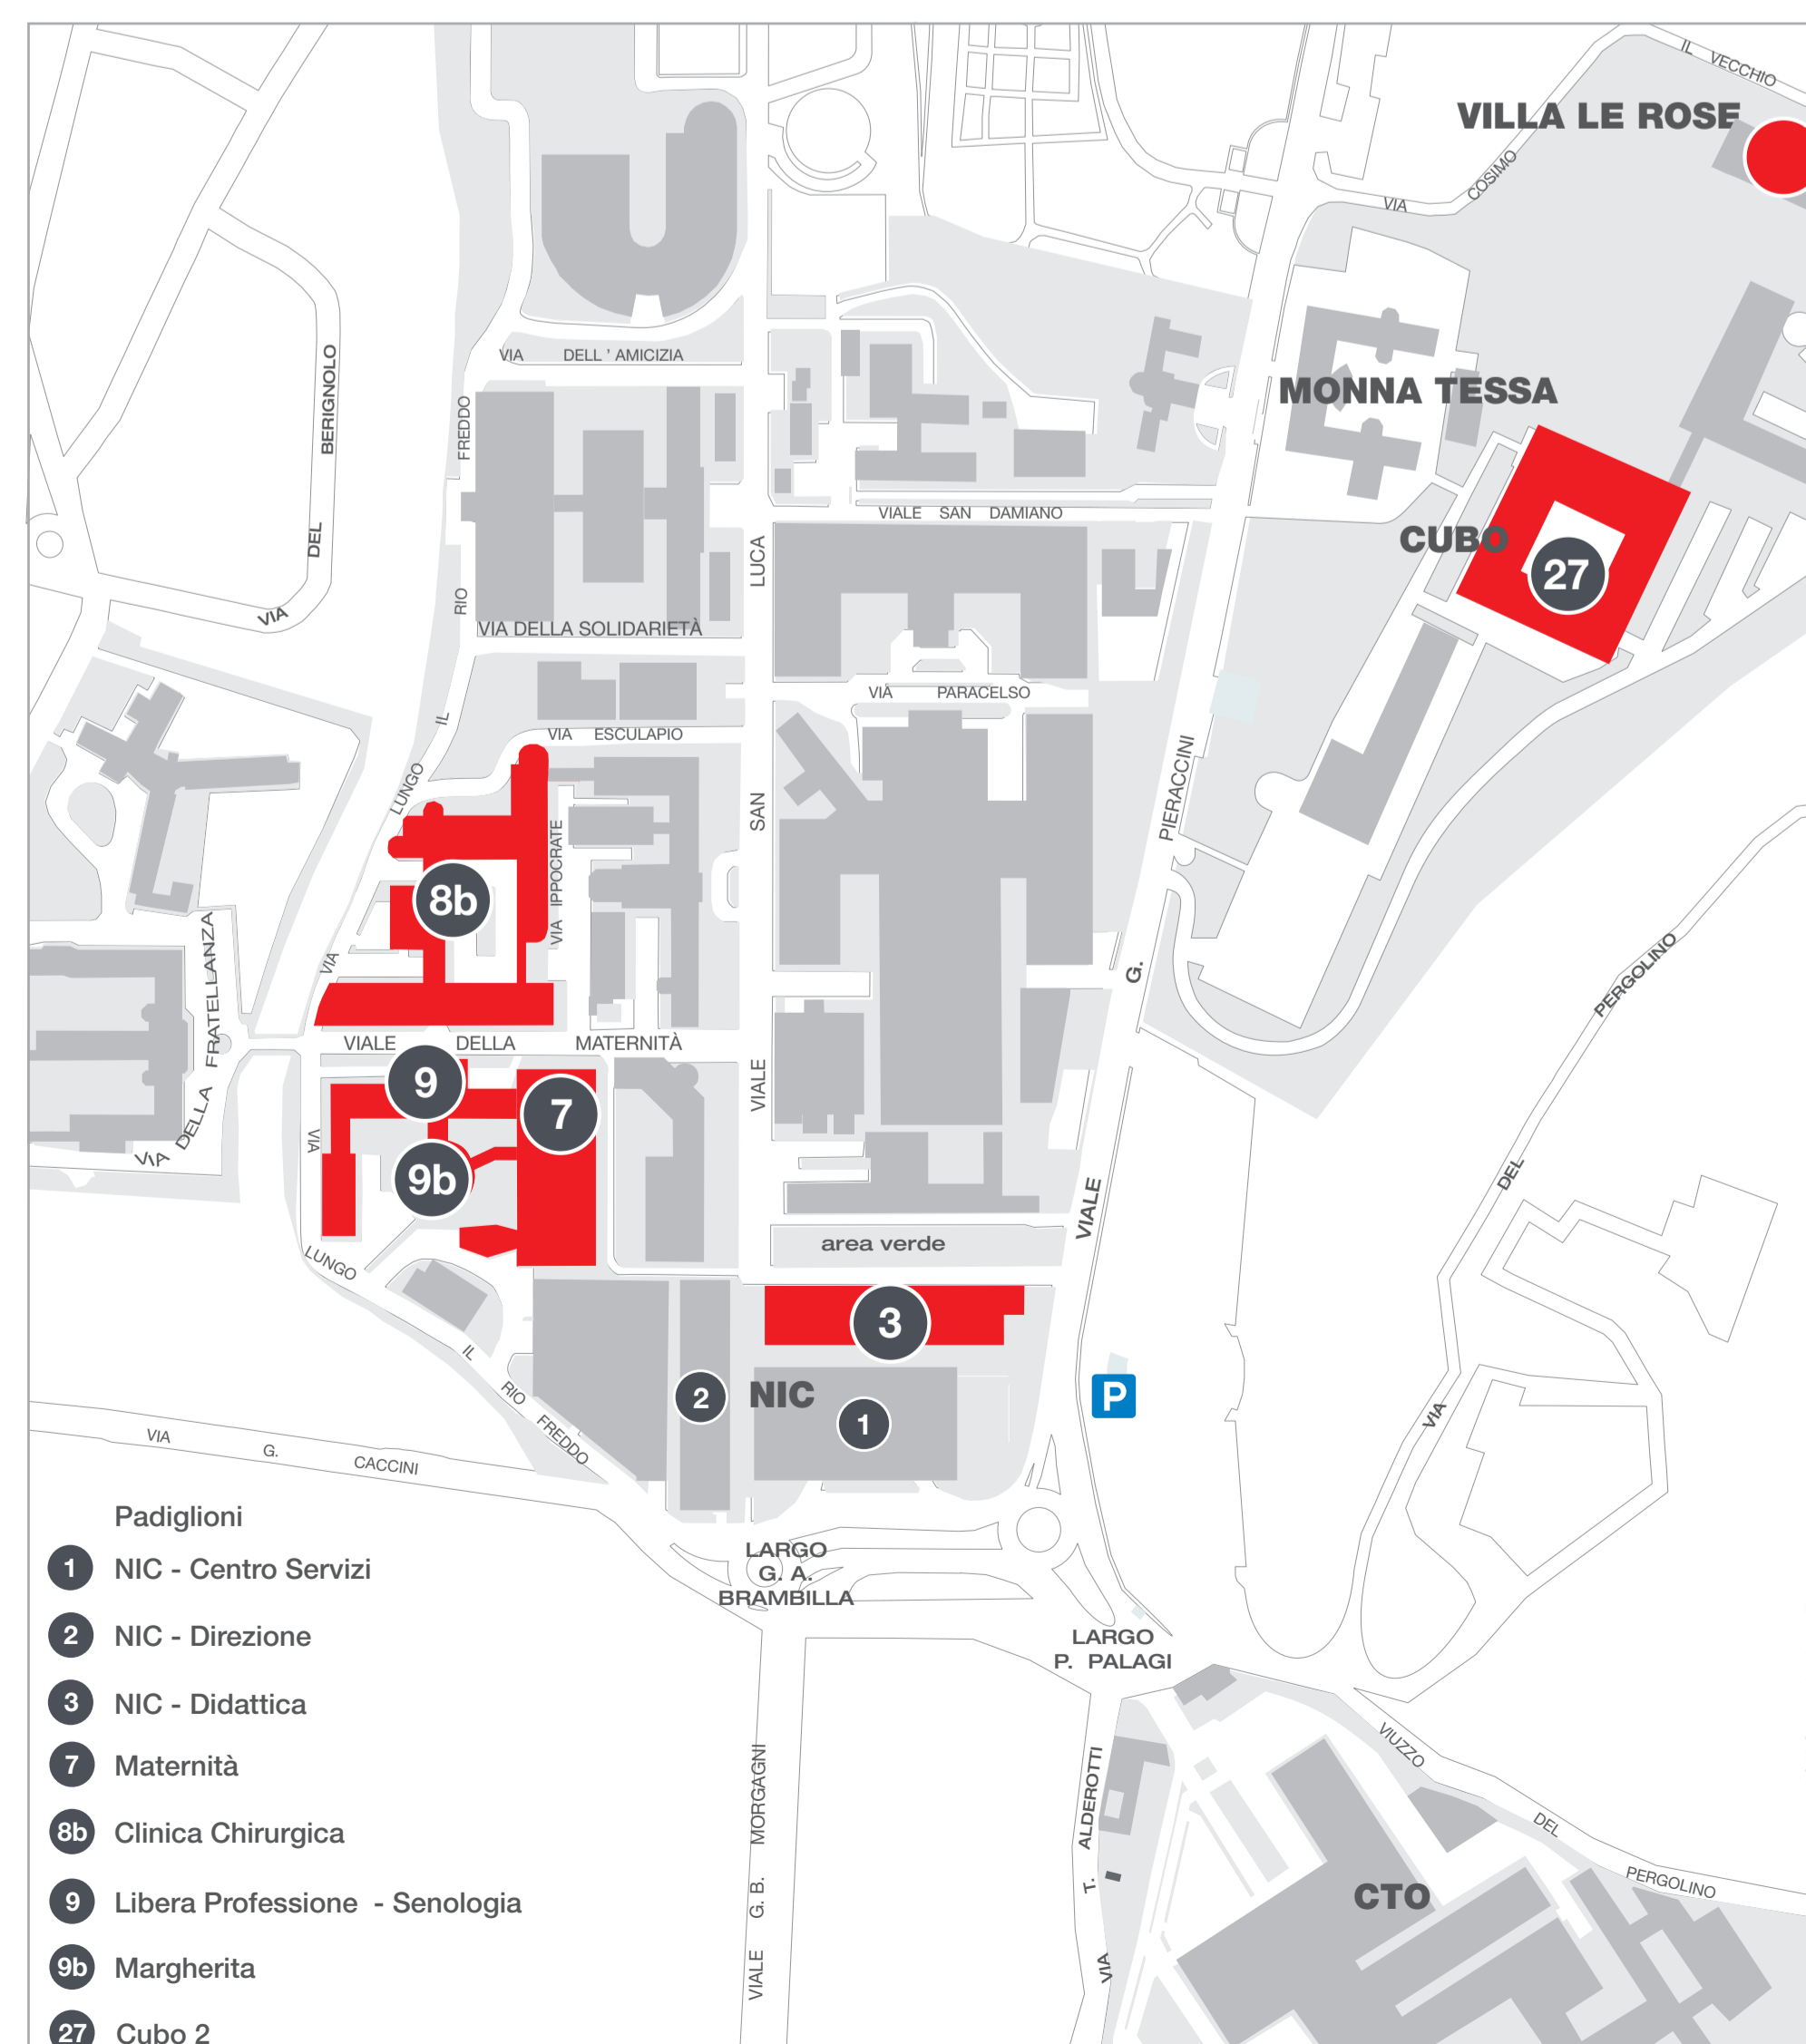 IL VECCHIO
VILLA LE ROSE
VIA COSIMO
VIA DELL ' AMICIZIA
VIA DEL BERIGNOLO
MONNA TESSA
VIALE SAN DAMIANO
CUBO
27
VIA LUNGO IL RIO FREDDO
VIALE SAN LUCA
VIA DELLA SOLIDARIETÀ
VIA PARACELSO
VIA ESCULAPIO
VIALE G. PIERACCINI
VIA IPPOCRATE
8b
VIA DELLA FRATELLANZA
VIA DEL PERGOLINO
VIALE DELLA MATERNITÀ
9
7
9b
area verde
VIA LUNGO IL RIO FREDDO
3
2
NIC
1
P
VIA G. CACCINI
LARGO
G. A.
BRAMBILLA
LARGO
P. PALAGI
VIALE G. B. MORGAGNI
VIA T. ALDEROTTI
VIUZZO DEL PERGOLINO
CTO
Padiglioni
1 NIC - Centro Servizi
2 NIC - Direzione
3 NIC - Didattica
7 Maternità
8b Clinica Chirurgica
9 Libera Professione - Senologia
9b Margherita
27 Cubo 2